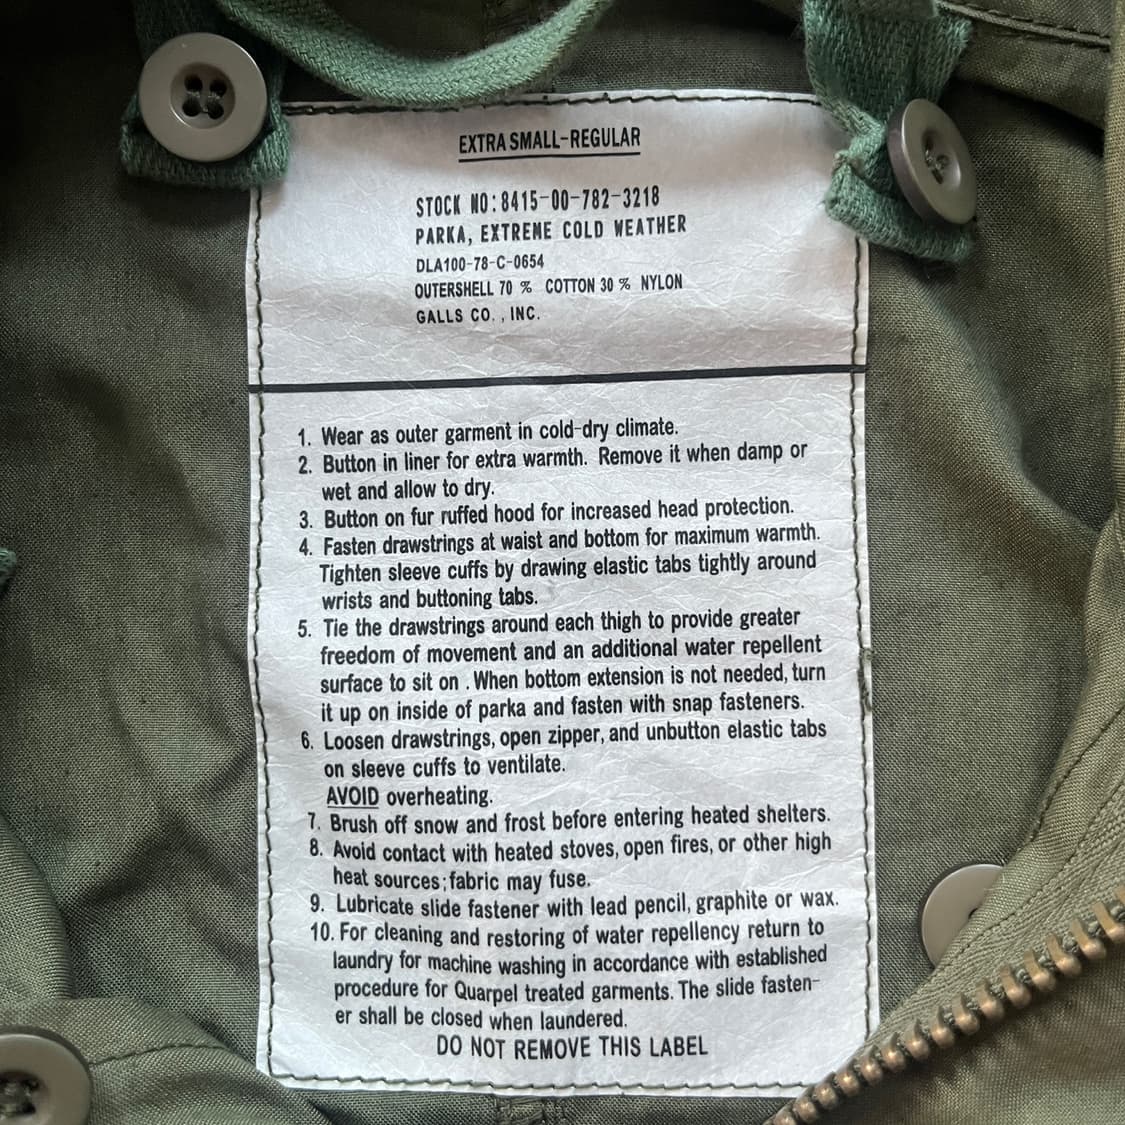 EXTRA SMALL-REGULAR
STOCK NO:8415-00-782-3218
PARKA, EXTREME COLD WEATHER
DLA100-78-C-0654
OUTERSHELL 70 % COTTON 30 % NYLON
GALLS CO., INC.
1. Wear as outer garment in cold-dry climate.
2. Button in liner for extra warmth. Remove it when damp or
wet and allow to dry.
3. Button on fur ruffed hood for increased head protection.
4. Fasten drawstrings at waist and bottom for maximum warmth.
Tighten sleeve cuffs by drawing elastic tabs tightly around
wrists and buttoning tabs.
5. Tie the drawstrings around each thigh to provide greater
freedom of movement and an additional water repellent
surface to sit on . When bottom extension is not needed, turn
it up on inside of parka and fasten with snap fasteners.
6. Loosen drawstrings, open zipper, and unbutton elastic tabs
on sleeve cuffs to ventilate.
AVOID overheating.
7. Brush off snow and frost before entering heated shelters.
8. Avoid contact with heated stoves, open fires, or other high
heat sources; fabric may fuse.
9. Lubricate slide fastener with lead pencil, graphite or wax.
10. For cleaning and restoring of water repellency return to
laundry for machine washing in accordance with established
procedure for Quarpel treated garments. The slide fasten-
er shall be closed when laundered.
DO NOT REMOVE THIS LABEL